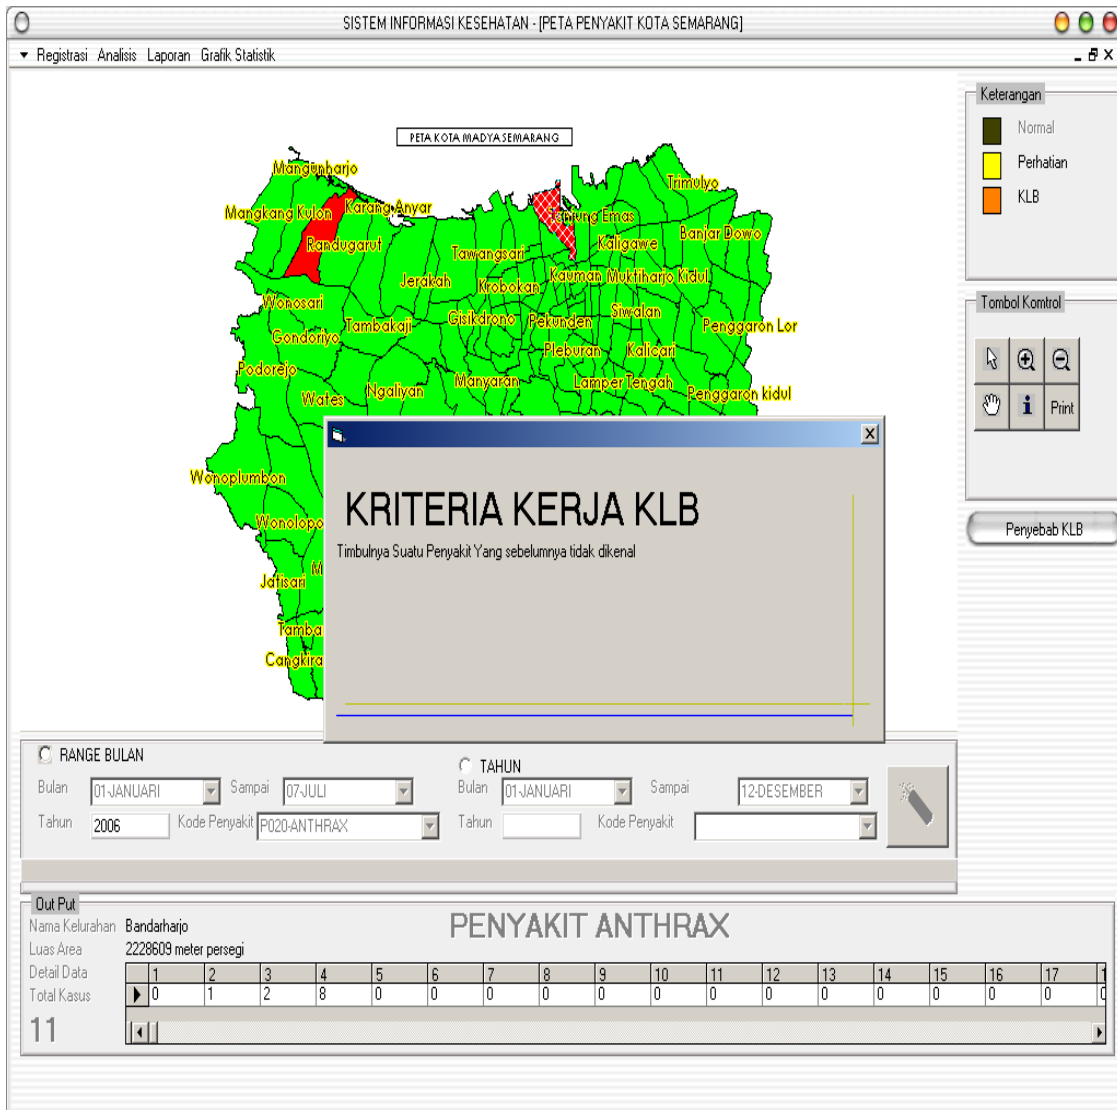 SISTEM INFORMASI KESEHATAN - [PETA PENYAKIT KOTA SEMARANG]
Registrasi Analisis Laporan Grafik Statistik
PETA KOTA MADYA SEMARANG
Mangunharjo
Trimulyo
Mangkang Kulon
Karang Anyar
Randugarut
Tawangsari
Kaligawe
Banjar Dowo
Jerakah
Krobokan
Kauman
Muktiharjo Kidul
Wonosari
Gondoriyo
Tambakaji
Gisikdrono
Pekunden
Siwalan
Penggaron Lor
Podorejo
Pleburan
Kalicari
Wates
Ngaliyan
Manyaran
Lamper Tengah
Penggaron kidul
Wonoplumbon
Wonolopo
Jatisari
M
Tamba
Cangkira
Keterangan
Normal
Perhatian
KLB
Tombol Komtrol
Print
Penyebab KLB
KRITERIA KERJA KLB
Timbulnya Suatu Penyakit Yang sebelumnya tidak dikenal
RANGE BULAN
Bulan 01-JANUARI Sampai 07-JULI
Tahun 2006 Kode Penyakit P020-ANTHRAX
TAHUN
Bulan 01-JANUARI Sampai 12-DESEMBER
Tahun Kode Penyakit
Out Put
Nama Kelurahan Bandarharjo
PENYAKIT ANTHRAX
Luas Area 2228609 meter persegi
Detail Data 1 2 3 4 5 6 7 8 9 10 11 12 13 14 15 16 17 1
Total Kasus 0 1 2 8 0 0 0 0 0 0 0 0 0 0 0 0 0
11